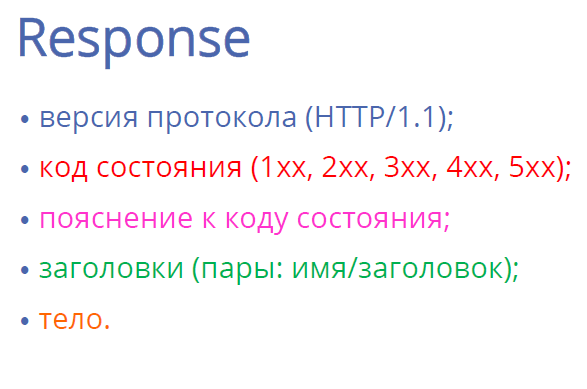 Response
• версия протокола (HTTP/1.1);
• код состояния (1xx, 2xx, 3xx, 4xx, 5xx);
• пояснение к коду состояния;
• заголовки (пары: имя/заголовок);
• тело.